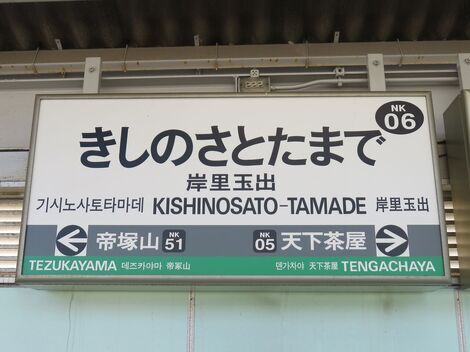 NK
06
きしのさとたまで
岸里玉出
기시노사토타마데 KISHINOSATO-TAMADE 岸里玉出
帝塚山 NK 51 NK 05 天下茶屋
TEZUKAYAMA 데즈카야마 帝冢山 덴가차야 天下茶屋 TENGACHAYA